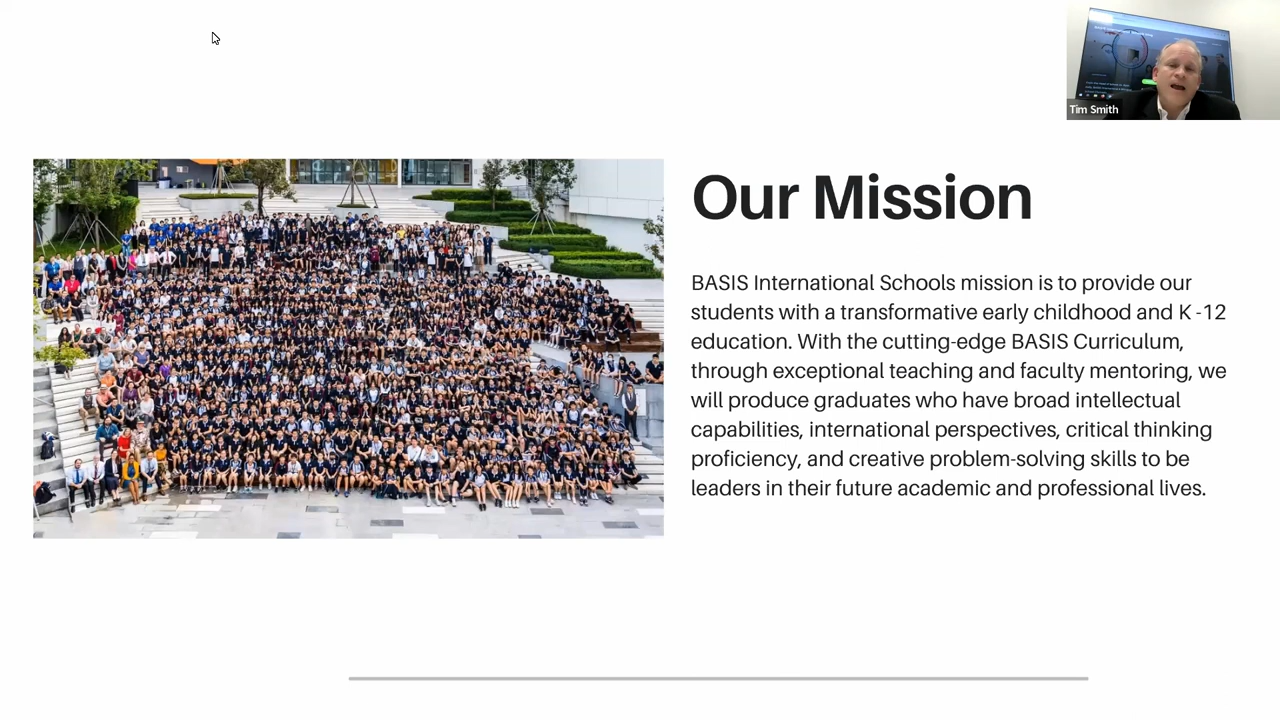 Tim Smith
Our Mission
BASIS International Schools mission is to provide our
students with a transformative early childhood and K -12
education. With the cutting-edge BASIS Curriculum,
through exceptional teaching and faculty mentoring, we
will produce graduates who have broad intellectual
capabilities, international perspectives, critical thinking
proficiency, and creative problem-solving skills to be
leaders in their future academic and professional lives.